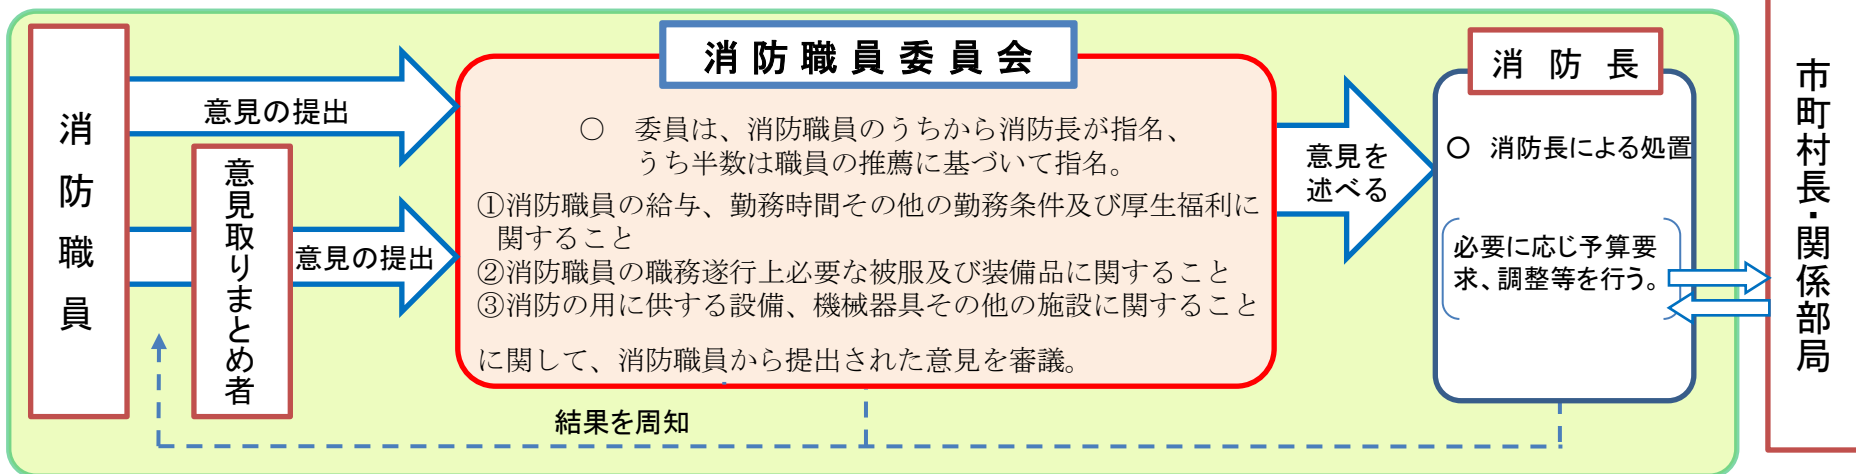 消防職員
意見の提出
意見取りまとめ者
意見の提出
消防職員委員会
○　委員は、消防職員のうちから消防長が指名、
うち半数は職員の推薦に基づいて指名。
①消防職員の給与、勤務時間その他の勤務条件及び厚生福利に
関すること
②消防職員の職務遂行上必要な被服及び装備品に関すること
③消防の用に供する設備、機械器具その他の施設に関すること
に関して、消防職員から提出された意見を審議。
意見を
述べる
消防長
○　消防長による処置
必要に応じ予算要
求、調整等を行う。
市町村長・関係部局
結果を周知